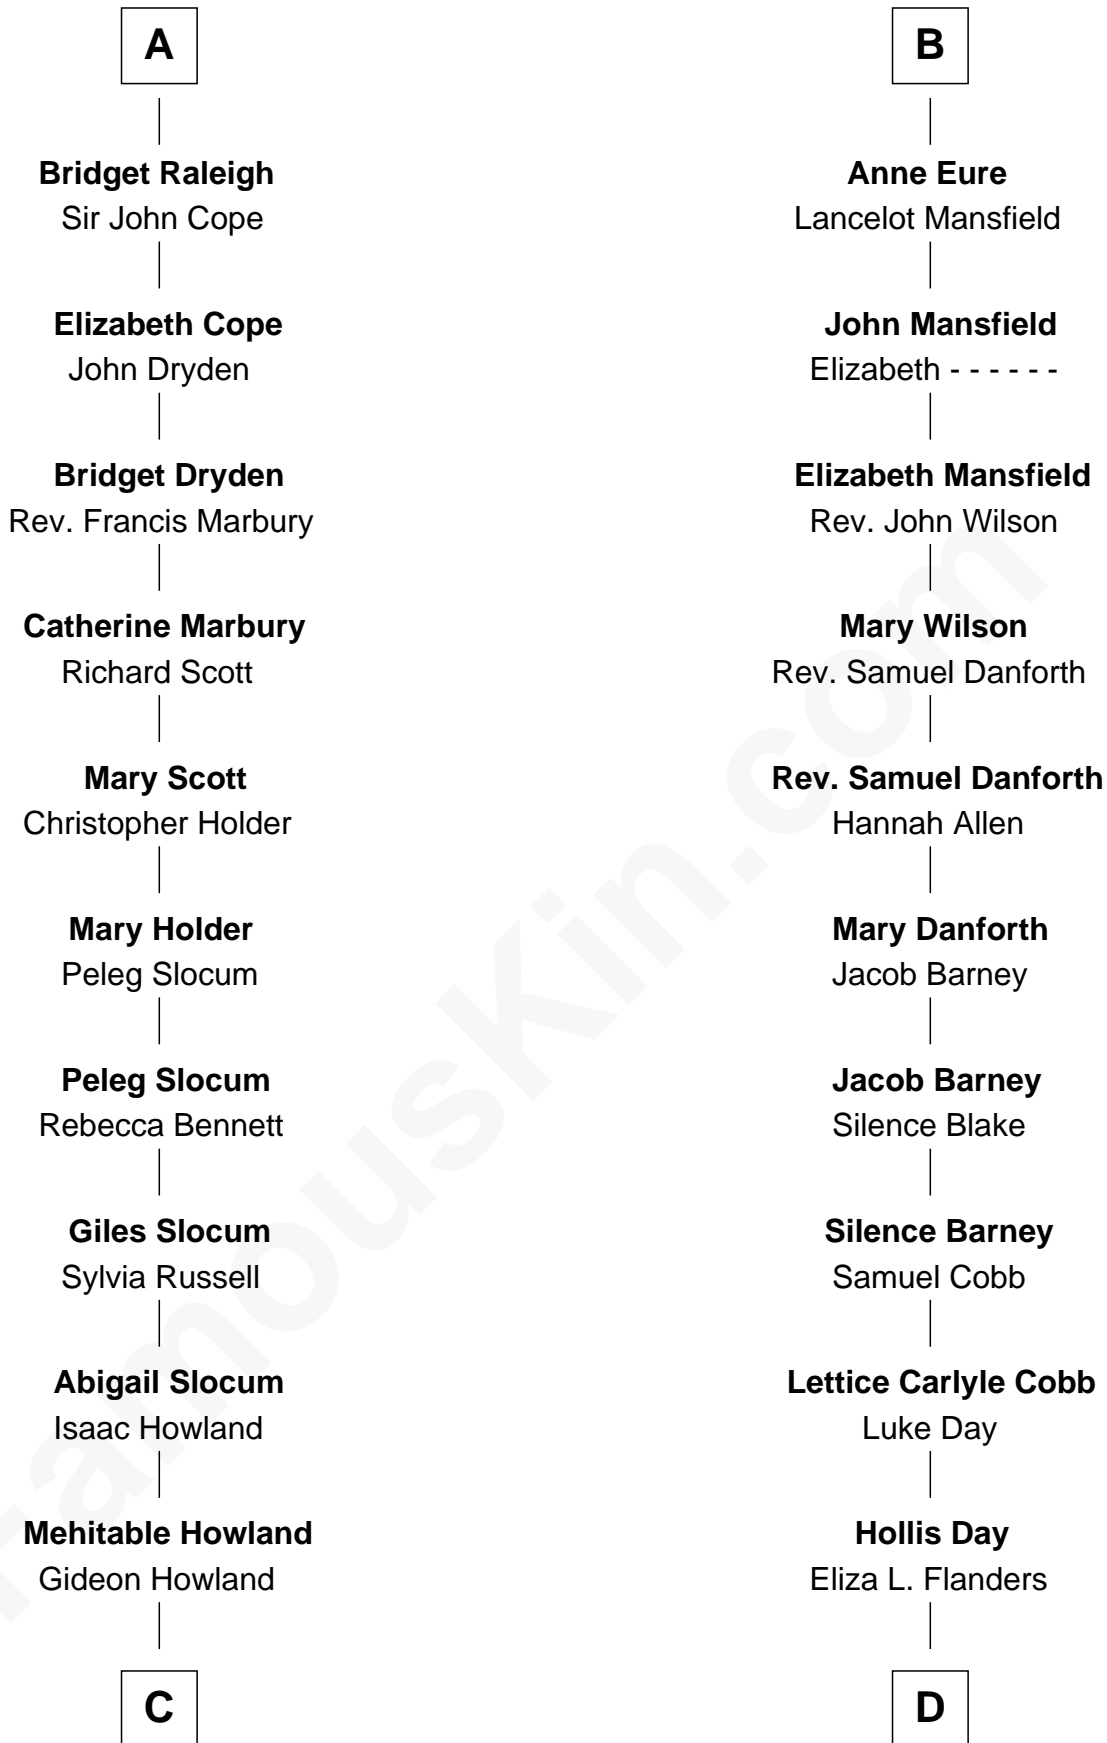 A
Bridget Raleigh
Sir John Cope
Elizabeth Cope
John Dryden
Bridget Dryden
Rev. Francis Marbury
Catherine Marbury
Richard Scott
Mary Scott
Christopher Holder
Mary Holder
Peleg Slocum
Peleg Slocum
Rebecca Bennett
Giles Slocum
Sylvia Russell
Abigail Slocum
Isaac Howland
Mehitable Howland
Gideon Howland
C
B
Anne Eure
Lancelot Mansfield
John Mansfield
Elizabeth - - - - - -
Elizabeth Mansfield
Rev. John Wilson
Mary Wilson
Rev. Samuel Danforth
Rev. Samuel Danforth
Hannah Allen
Mary Danforth
Jacob Barney
Jacob Barney
Silence Blake
Silence Barney
Samuel Cobb
Lettice Carlyle Cobb
Luke Day
Hollis Day
Eliza L. Flanders
D
FamousKin.com